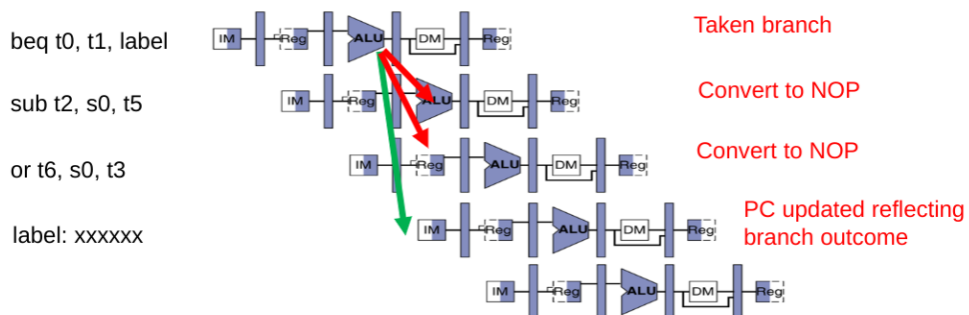 beq t0, t1, label
IM Reg ALU DM Reg
Taken branch
sub t2, s0, t5
IM Reg ALU DM Reg
Convert to NOP
or t6, s0, t3
IM Reg ALU DM Reg
Convert to NOP
label: xxxxxx
IM Reg ALU DM Reg
PC updated reflecting
branch outcome
IM Reg ALU DM Reg